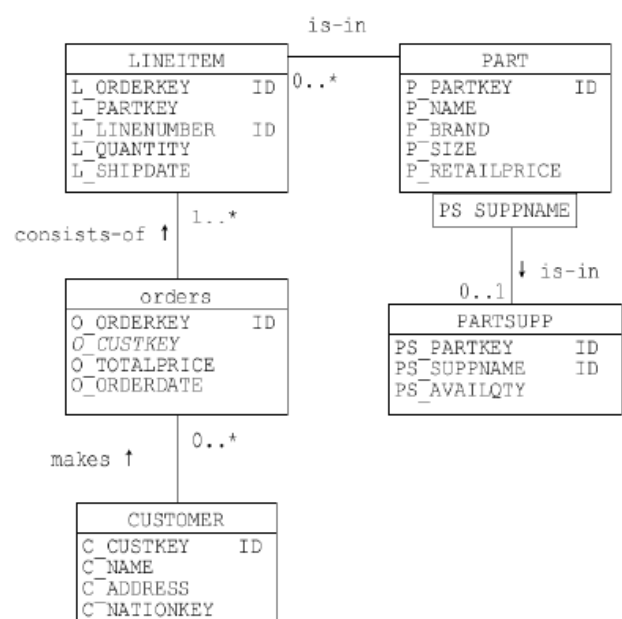 is-in
LINEITEM
L_ORDERKEY ID
L_PARTKEY
L_LINENUMBER ID
L_QUANTITY
L_SHIPDATE
0..*
PART
P_PARTKEY ID
P_NAME
P_BRAND
P_SIZE
P_RETAILPRICE
PS_SUPPNAME
1..*
consists-of ↑
↓ is-in
0..1
orders
O_ORDERKEY ID
O_CUSTKEY
O_TOTALPRICE
O_ORDERDATE
PARTSUPP
PS_PARTKEY ID
PS_SUPPNAME ID
PS_AVAILQTY
0..*
makes ↑
CUSTOMER
C_CUSTKEY ID
C_NAME
C_ADDRESS
C_NATIONKEY